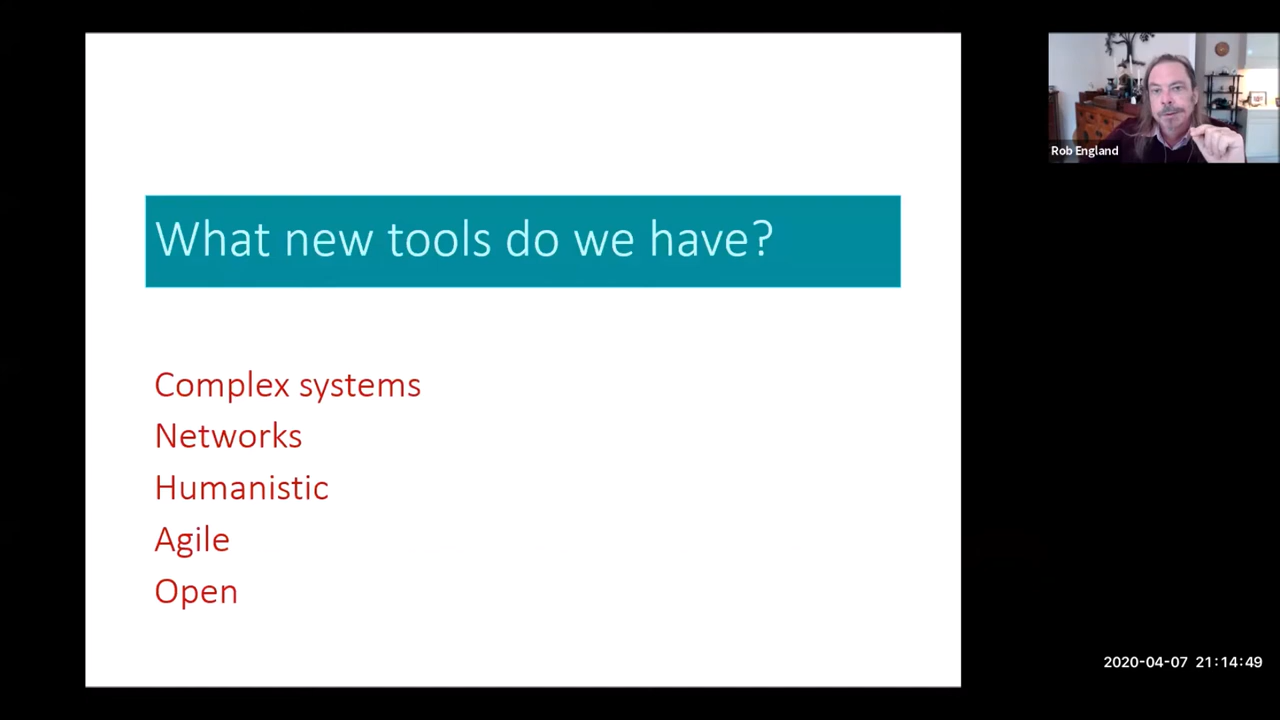 What new tools do we have?
Complex systems
Networks
Humanistic
Agile
Open
Rob England
2020-04-07 21:14:49